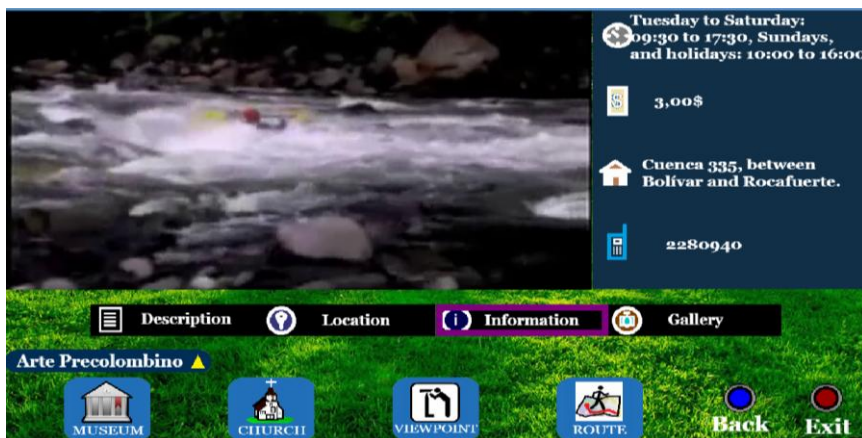 Tuesday to Saturday:
09:30 to 17:30, Sundays,
and holidays: 10:00 to 16:00
3,00$
Cuenca 335, between
Bolívar and Rocafuerte.
2280940
Description
Location
Information
Gallery
Arte Precolombino
MUSEUM
CHURCH
VIEWPOINT
ROUTE
Back
Exit